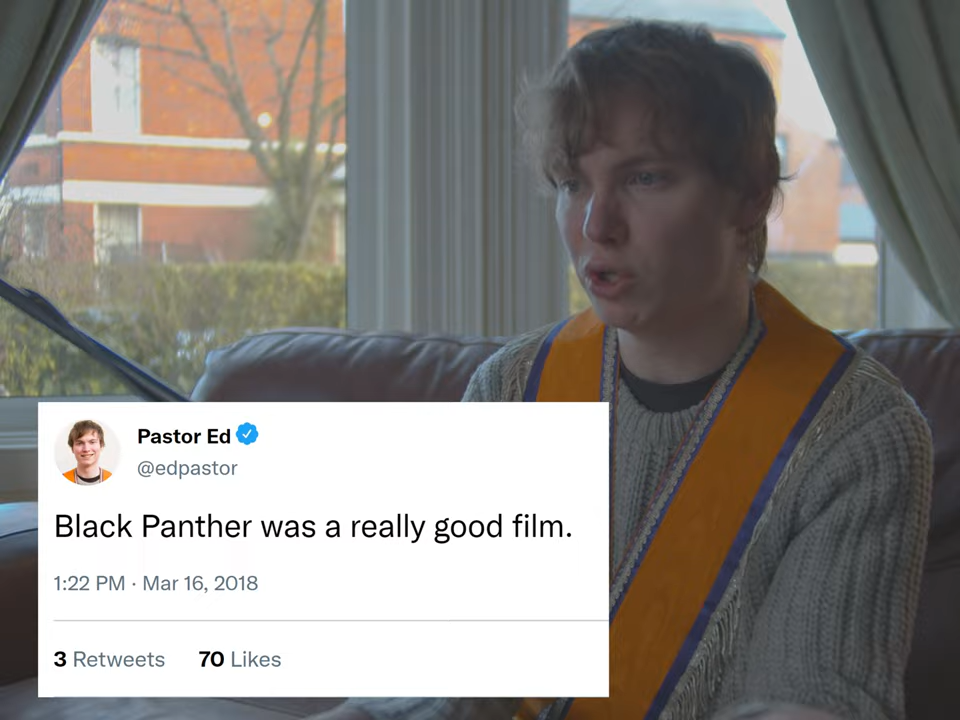 Pastor Ed
@edpastor
Black Panther was a really good film.
1:22 PM · Mar 16, 2018
3 Retweets 70 Likes